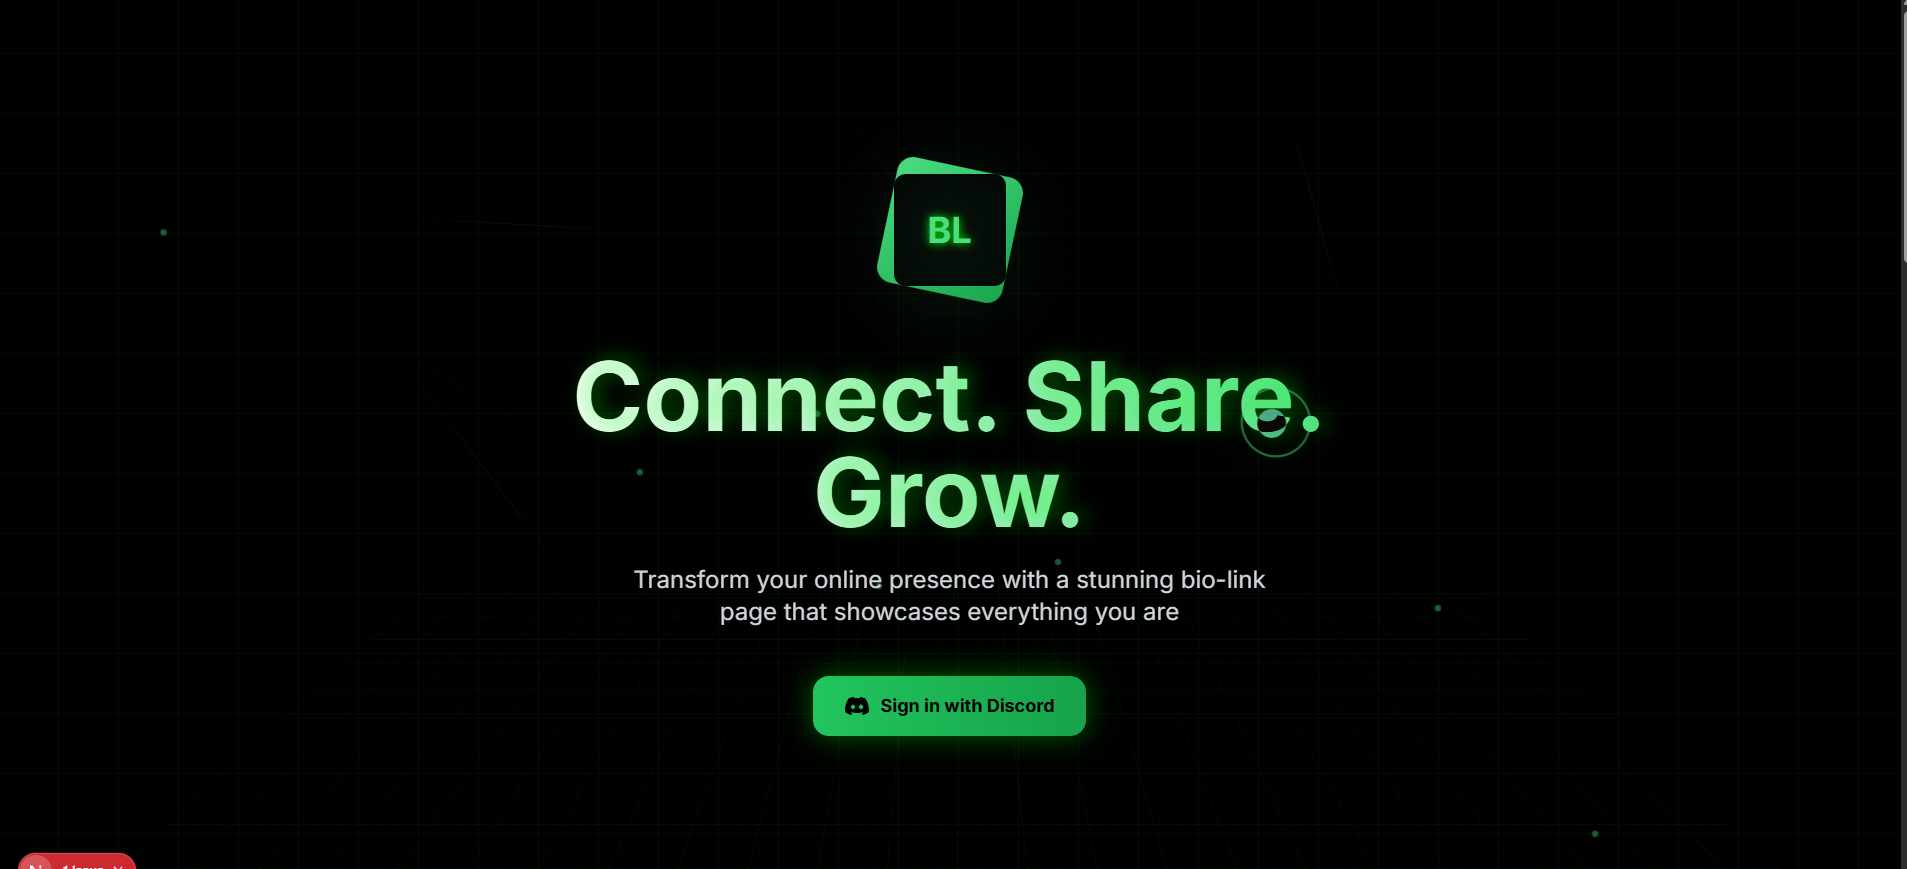 BL
Connect. Share.
Grow.
Transform your online presence with a stunning bio-link
page that showcases everything you are
Sign in with Discord